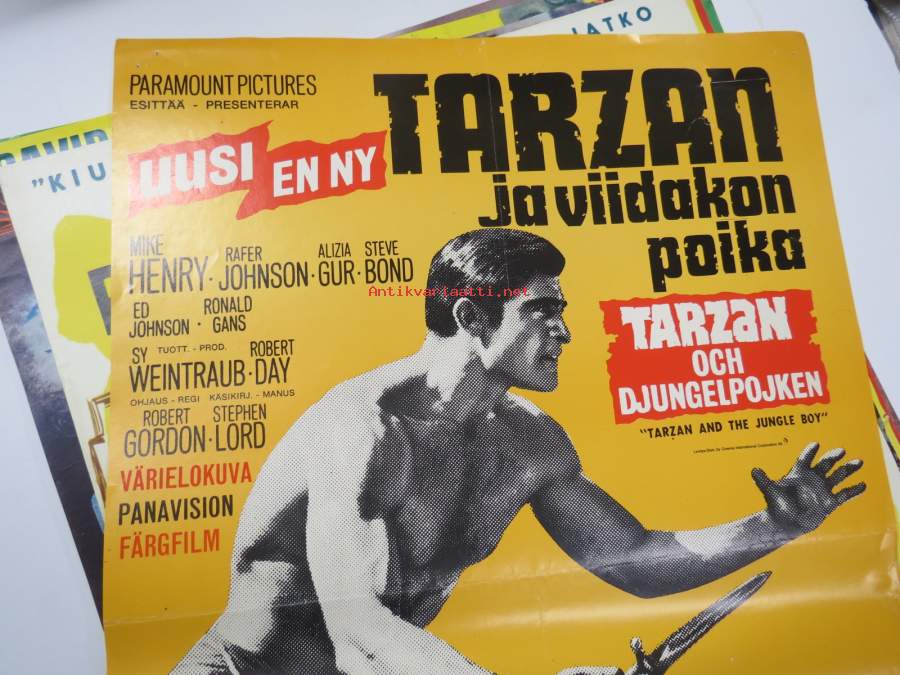 JATKO
DAVID
"KIU
PARAMOUNT PICTURES
ESITTÄÄ - PRESENTERAR
TARZAN
UUSI EN NY
ja viidakon
poika
MIKE HENRY · RAFER JOHNSON · ALIZIA GUR · STEVE BOND
ED JOHNSON · RONALD GANS
TUOTT. - PROD.
SY WEINTRAUB · ROBERT DAY
OHJAUS - REGI KÄSIKIRJ. - MANUS
ROBERT GORDON · STEPHEN LORD
VÄRIELOKUVA
PANAVISION
FÄRGFILM
TARZAN
OCH
DJUNGELPOJKEN
"TARZAN AND THE JUNGLE BOY"
Antikvariaatti.net